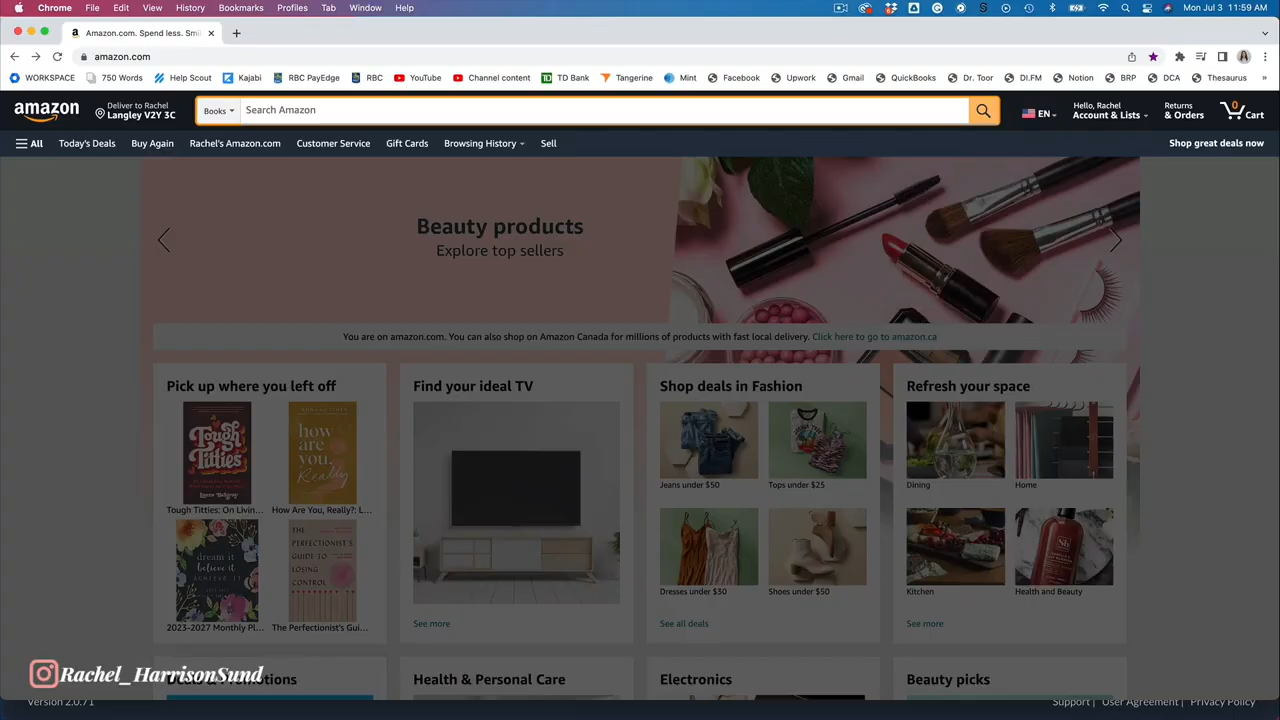 Chrome File Edit View History Bookmarks Profiles Tab Window Help Mon Jul 3 11:59 AM
Amazon.com. Spend less. Smil
amazon.com
WORKSPACE 750 Words Help Scout Kajabi RBC PayEdge RBC YouTube Channel content TD Bank Tangerine Mint Facebook Upwork Gmail QuickBooks Dr. Toor DI.FM Notion BRP DCA Thesaurus »
amazon
Deliver to Rachel
Langley V2Y 3C
Books
Search Amazon
EN
Hello, Rachel
Account & Lists
Returns
& Orders
0
Cart
All Today's Deals Buy Again Rachel's Amazon.com Customer Service Gift Cards Browsing History Sell Shop great deals now
Beauty products
Explore top sellers
You are on amazon.com. You can also shop on Amazon Canada for millions of products with fast local delivery. Click here to go to amazon.ca
Pick up where you left off
Tough
Titties
how
are
you,
Really?
Tough Titties: On Livin...
How Are You, Really?: L...
dream it
believe it
ACHIEVE IT
THE
PERFECTIONIST'S
GUIDE TO
LOSING
CONTROL
2023-2027 Monthly Pl...
The Perfectionist's Gui...
Find your ideal TV
See more
Shop deals in Fashion
Jeans under $50
Tops under $25
Dresses under $30
Shoes under $50
See all deals
Refresh your space
Dining
Home
Kitchen
Health and Beauty
See more
Rachel_HarrisonSund
Deals & Promotions
Health & Personal Care
Electronics
Beauty picks
Version 2.0.71
Support | User Agreement | Privacy Policy